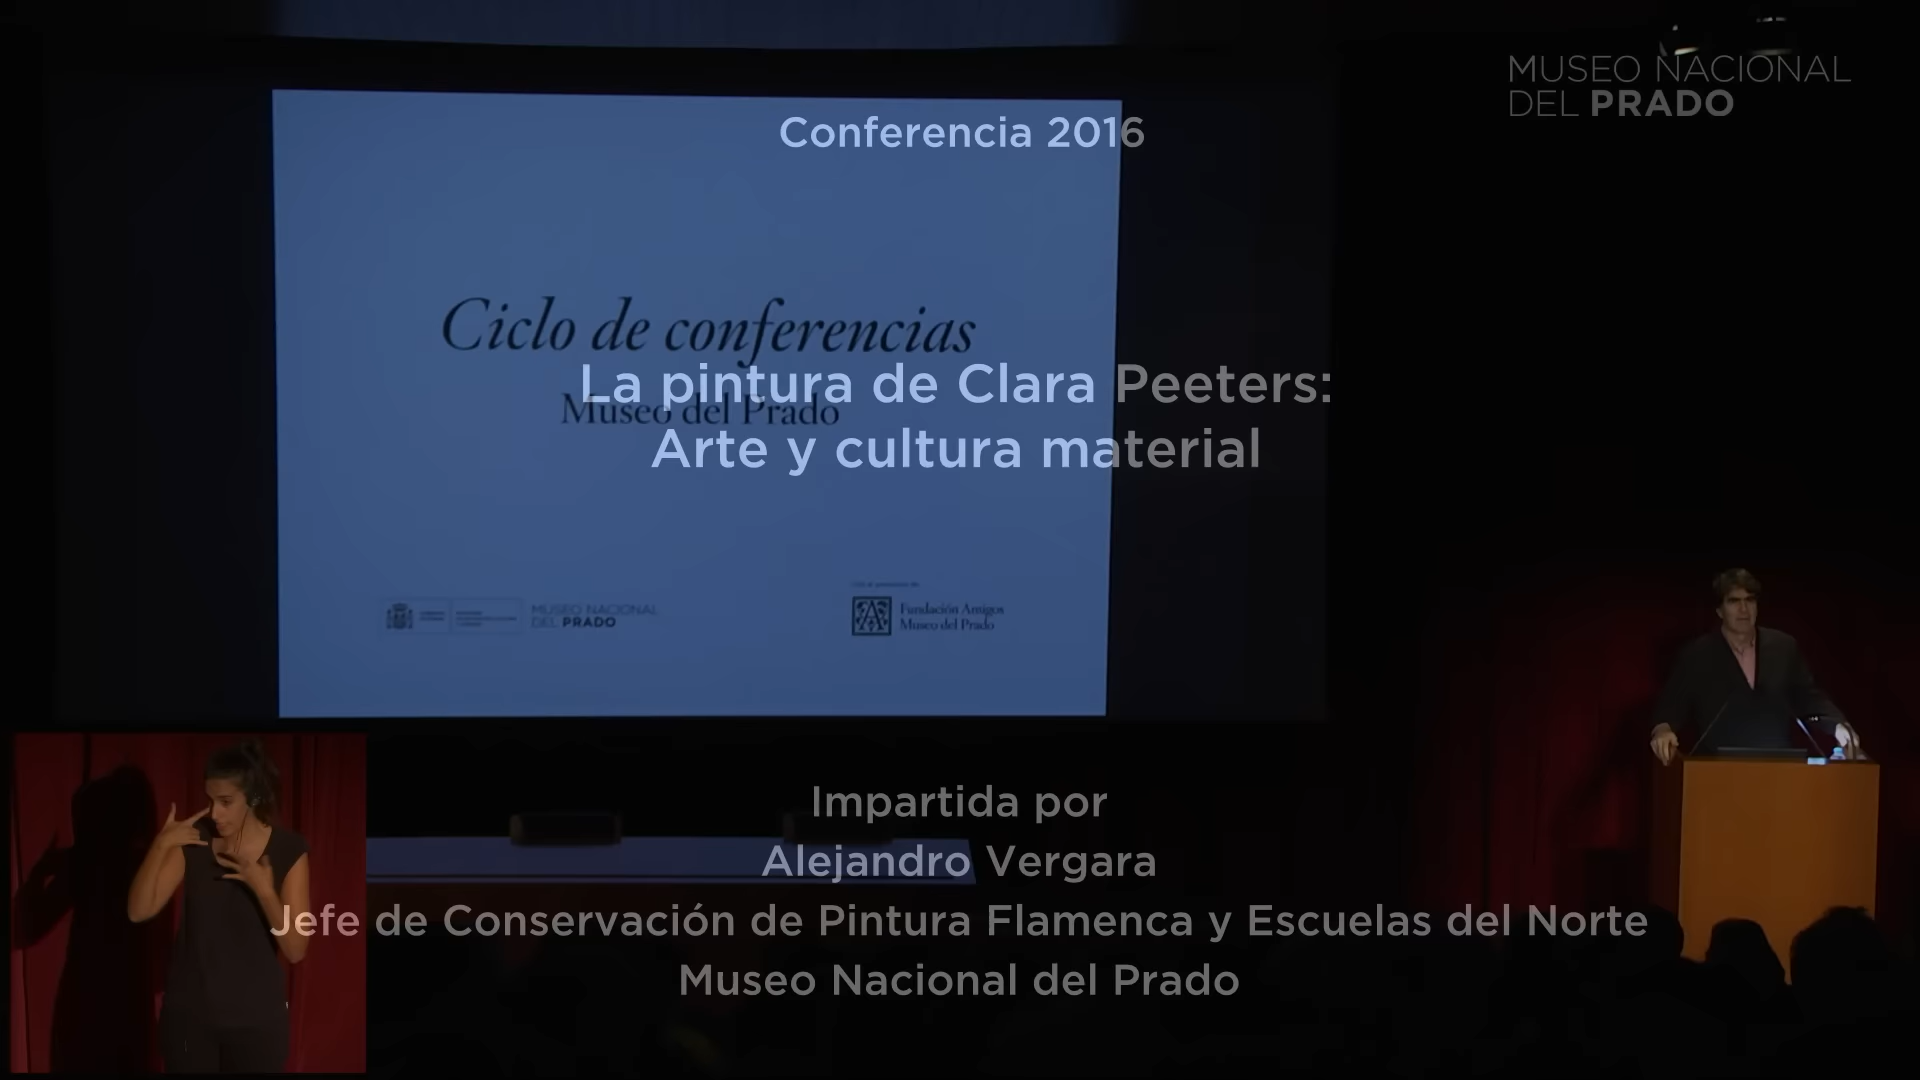 MUSEO NACIONAL
DEL PRADO
Conferencia 2016
Ciclo de conferencias
Museo del Prado
La pintura de Clara Peeters:
Arte y cultura material
MUSEO NACIONAL
DEL PRADO
Fundación Amigos
Museo del Prado
Impartida por
Alejandro Vergara
Jefe de Conservación de Pintura Flamenca y Escuelas del Norte
Museo Nacional del Prado